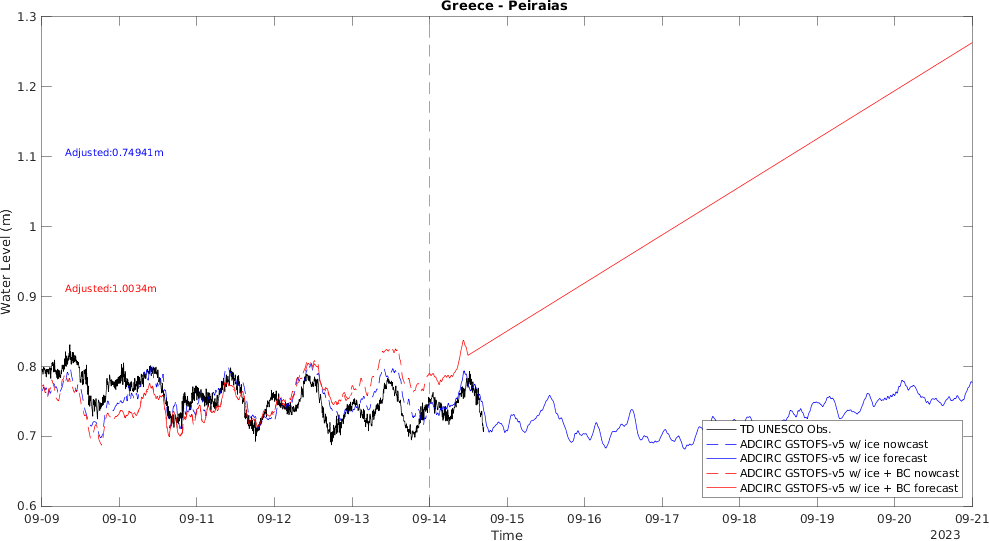 Greece - Peiraias
1.3
1.2
1.1
1
0.9
0.8
0.7
0.6
Water Level (m)
Adjusted:0.74941m
Adjusted:1.0034m
TD UNESCO Obs.
ADCIRC GSTOFS-v5 w/ ice nowcast
ADCIRC GSTOFS-v5 w/ ice forecast
ADCIRC GSTOFS-v5 w/ ice + BC nowcast
ADCIRC GSTOFS-v5 w/ ice + BC forecast
09-09 09-10 09-11 09-12 09-13 09-14 09-15 09-16 09-17 09-18 09-19 09-20 09-21
Time
2023